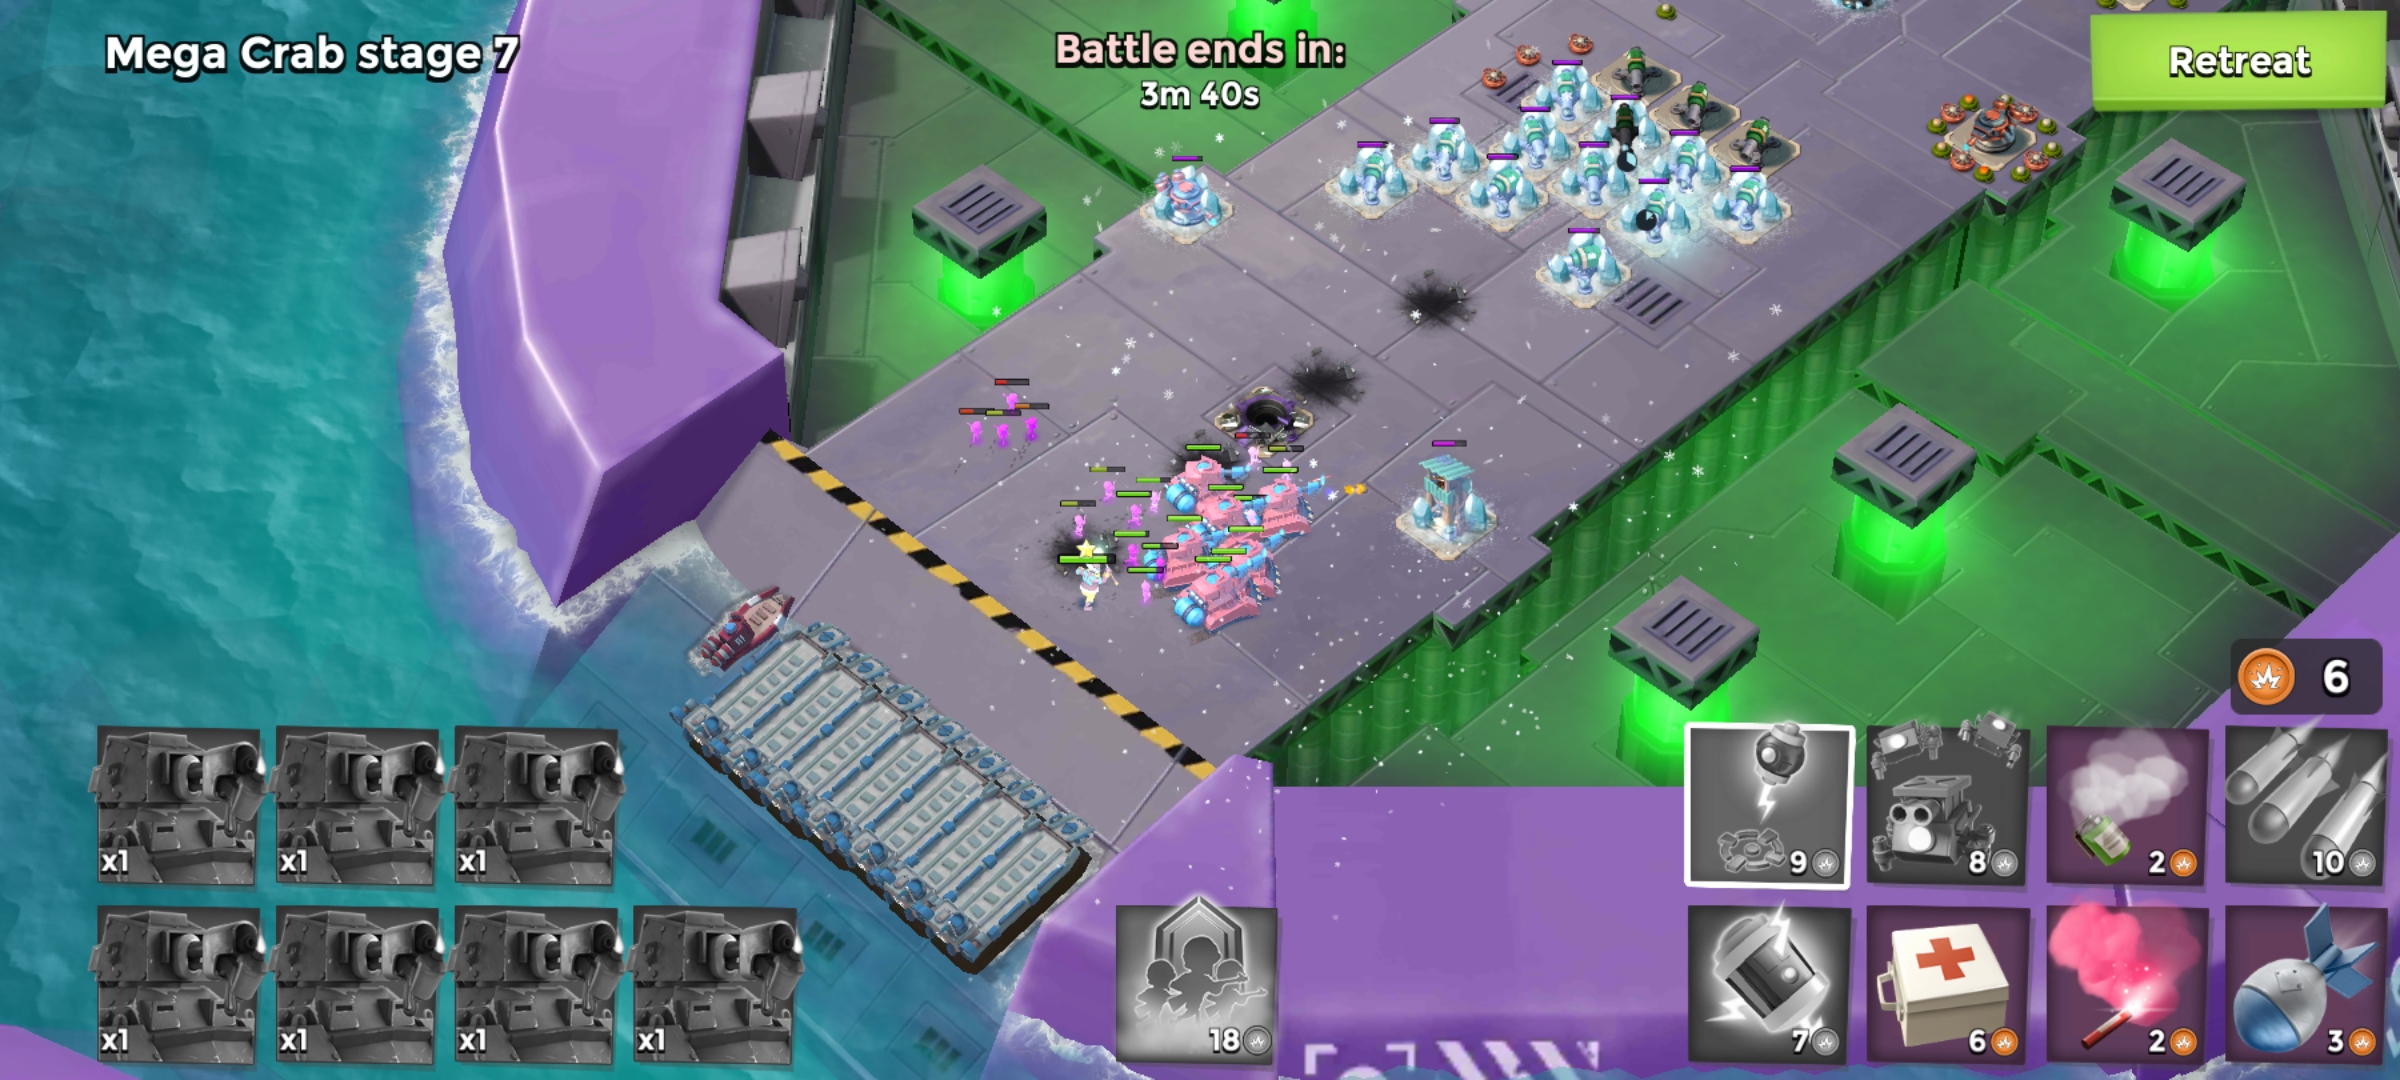 Mega Crab stage 7
Battle ends in:
3m 40s
Retreat
6
x1
x1
x1
9
8
2
10
x1
x1
x1
x1
18
7
6
2
3